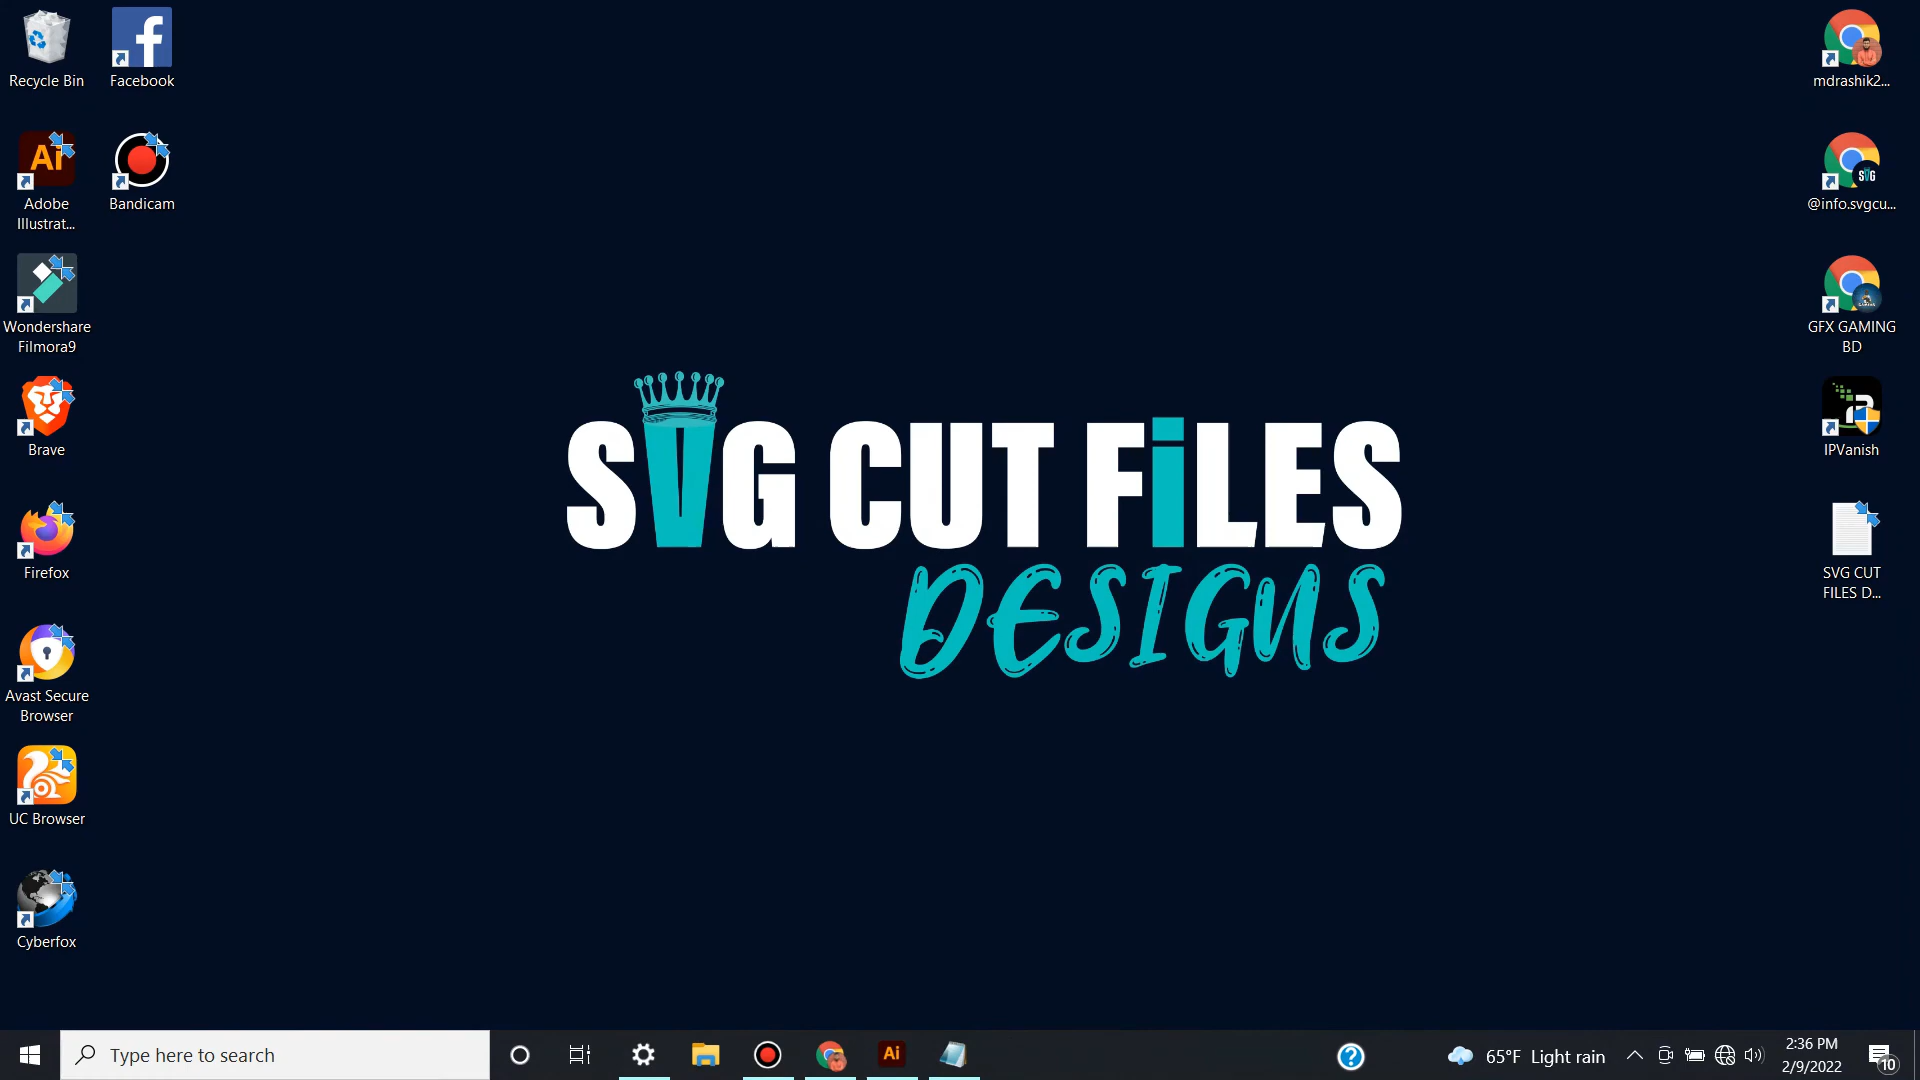 Recycle Bin
Facebook
Adobe
Illustrat...
Bandicam
Wondershare
Filmora9
Brave
Firefox
Avast Secure
Browser
UC Browser
Cyberfox
SVG CUT FiLES
DESIGNS
mdrashik2...
@info.svgcu...
GFX GAMING
BD
IPVanish
SVG CUT
FILES D...
Type here to search
65°F Light rain
2:36 PM
2/9/2022
10